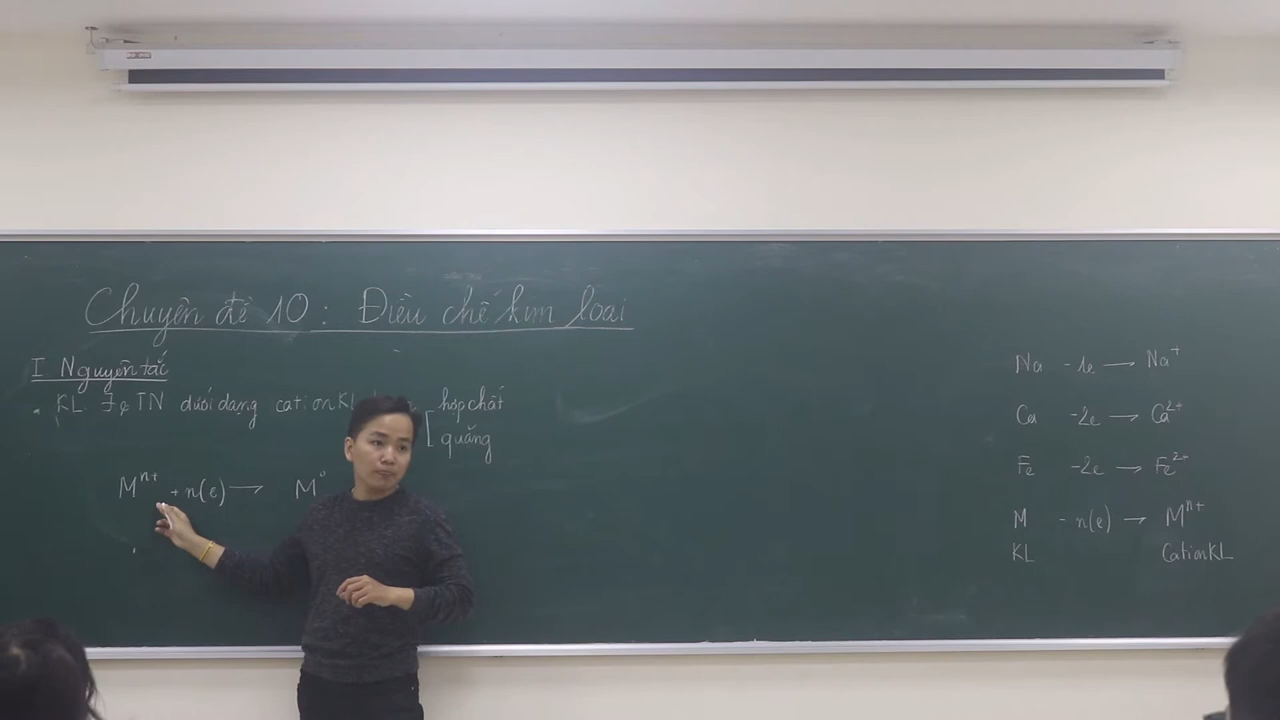 Chuyên đề 10 : Điều chế kim loại
I Nguyên tắc
KL. ∃ ę TN dưới dạng cation KL
hợp chất
quặng
Mⁿ⁺ + n(e) ⟶ M⁰
Na -1e ⟶ Na⁺
Ca -2e ⟶ Ca²⁺
Fe -2e ⟶ Fe²⁺
M - n(e) ⟶ Mⁿ⁺
KL Cation KL